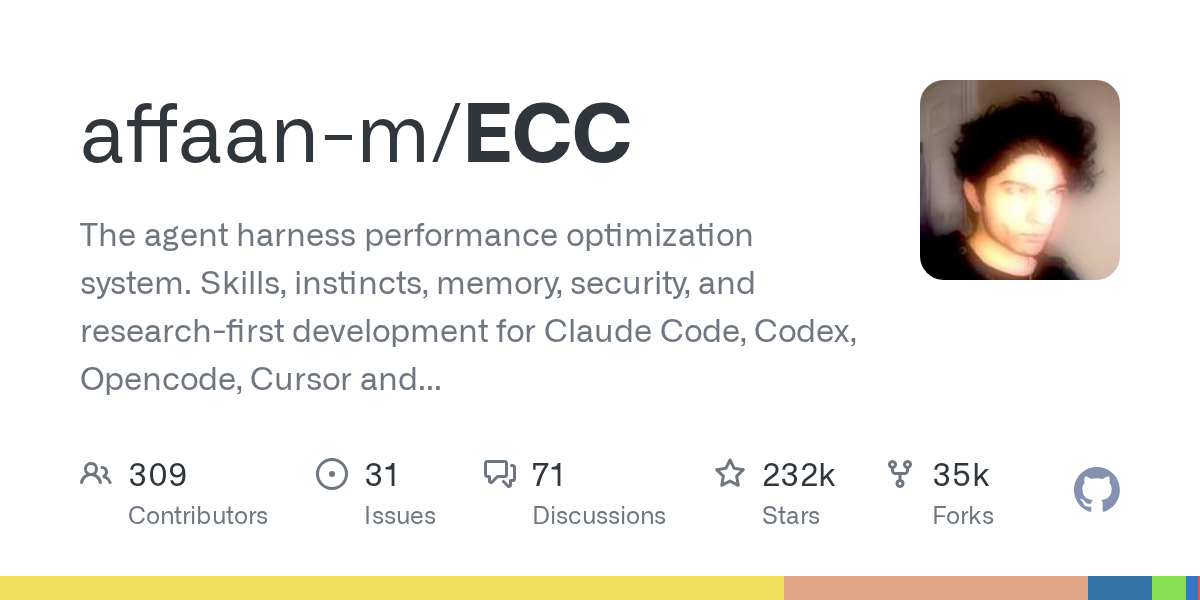 affaan-m/ECC
The agent harness performance optimization
system. Skills, instincts, memory, security, and
research-first development for Claude Code, Codex,
Opencode, Cursor and...
309 31 71 232k 35k
Contributors Issues Discussions Stars Forks